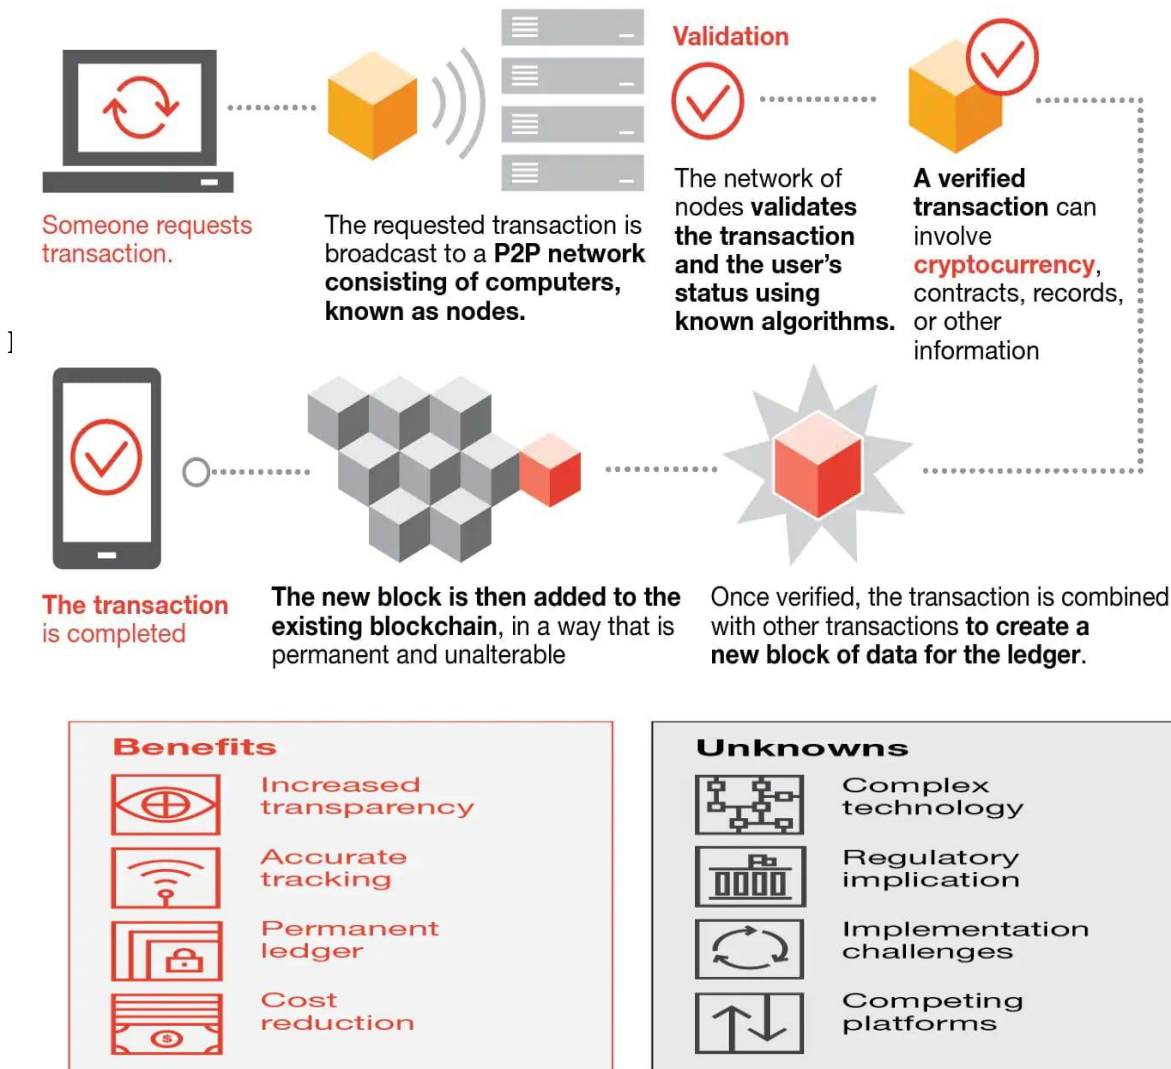 Someone requests
transaction.
The requested transaction is
broadcast to a P2P network
consisting of computers,
known as nodes.
Validation
The network of
nodes validates
the transaction
and the user's
status using
known algorithms.
A verified
transaction can
involve
cryptocurrency,
contracts, records,
or other
information
]
The transaction
is completed
The new block is then added to the
existing blockchain, in a way that is
permanent and unalterable
Once verified, the transaction is combined
with other transactions to create a
new block of data for the ledger.
Benefits
Increased
transparency
Accurate
tracking
Permanent
ledger
Cost
reduction
Unknowns
Complex
technology
Regulatory
implication
Implementation
challenges
Competing
platforms